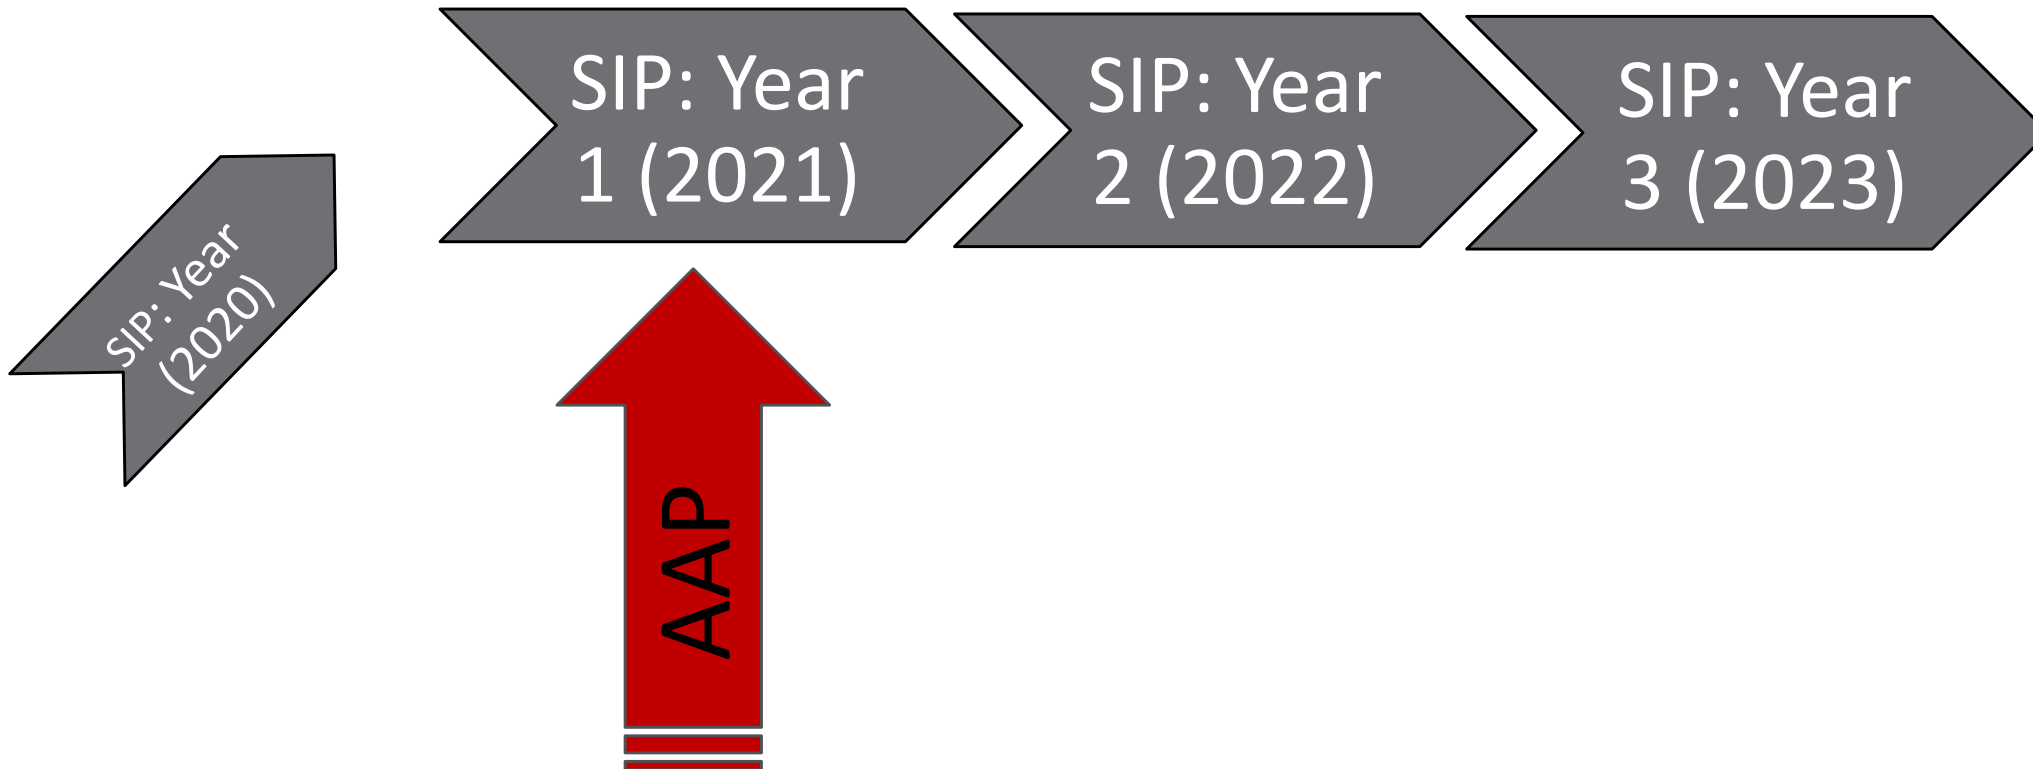 SIP: Year
1 (2021)
SIP: Year
2 (2022)
SIP: Year
3 (2023)
SIP: Year
(2020)
AAP